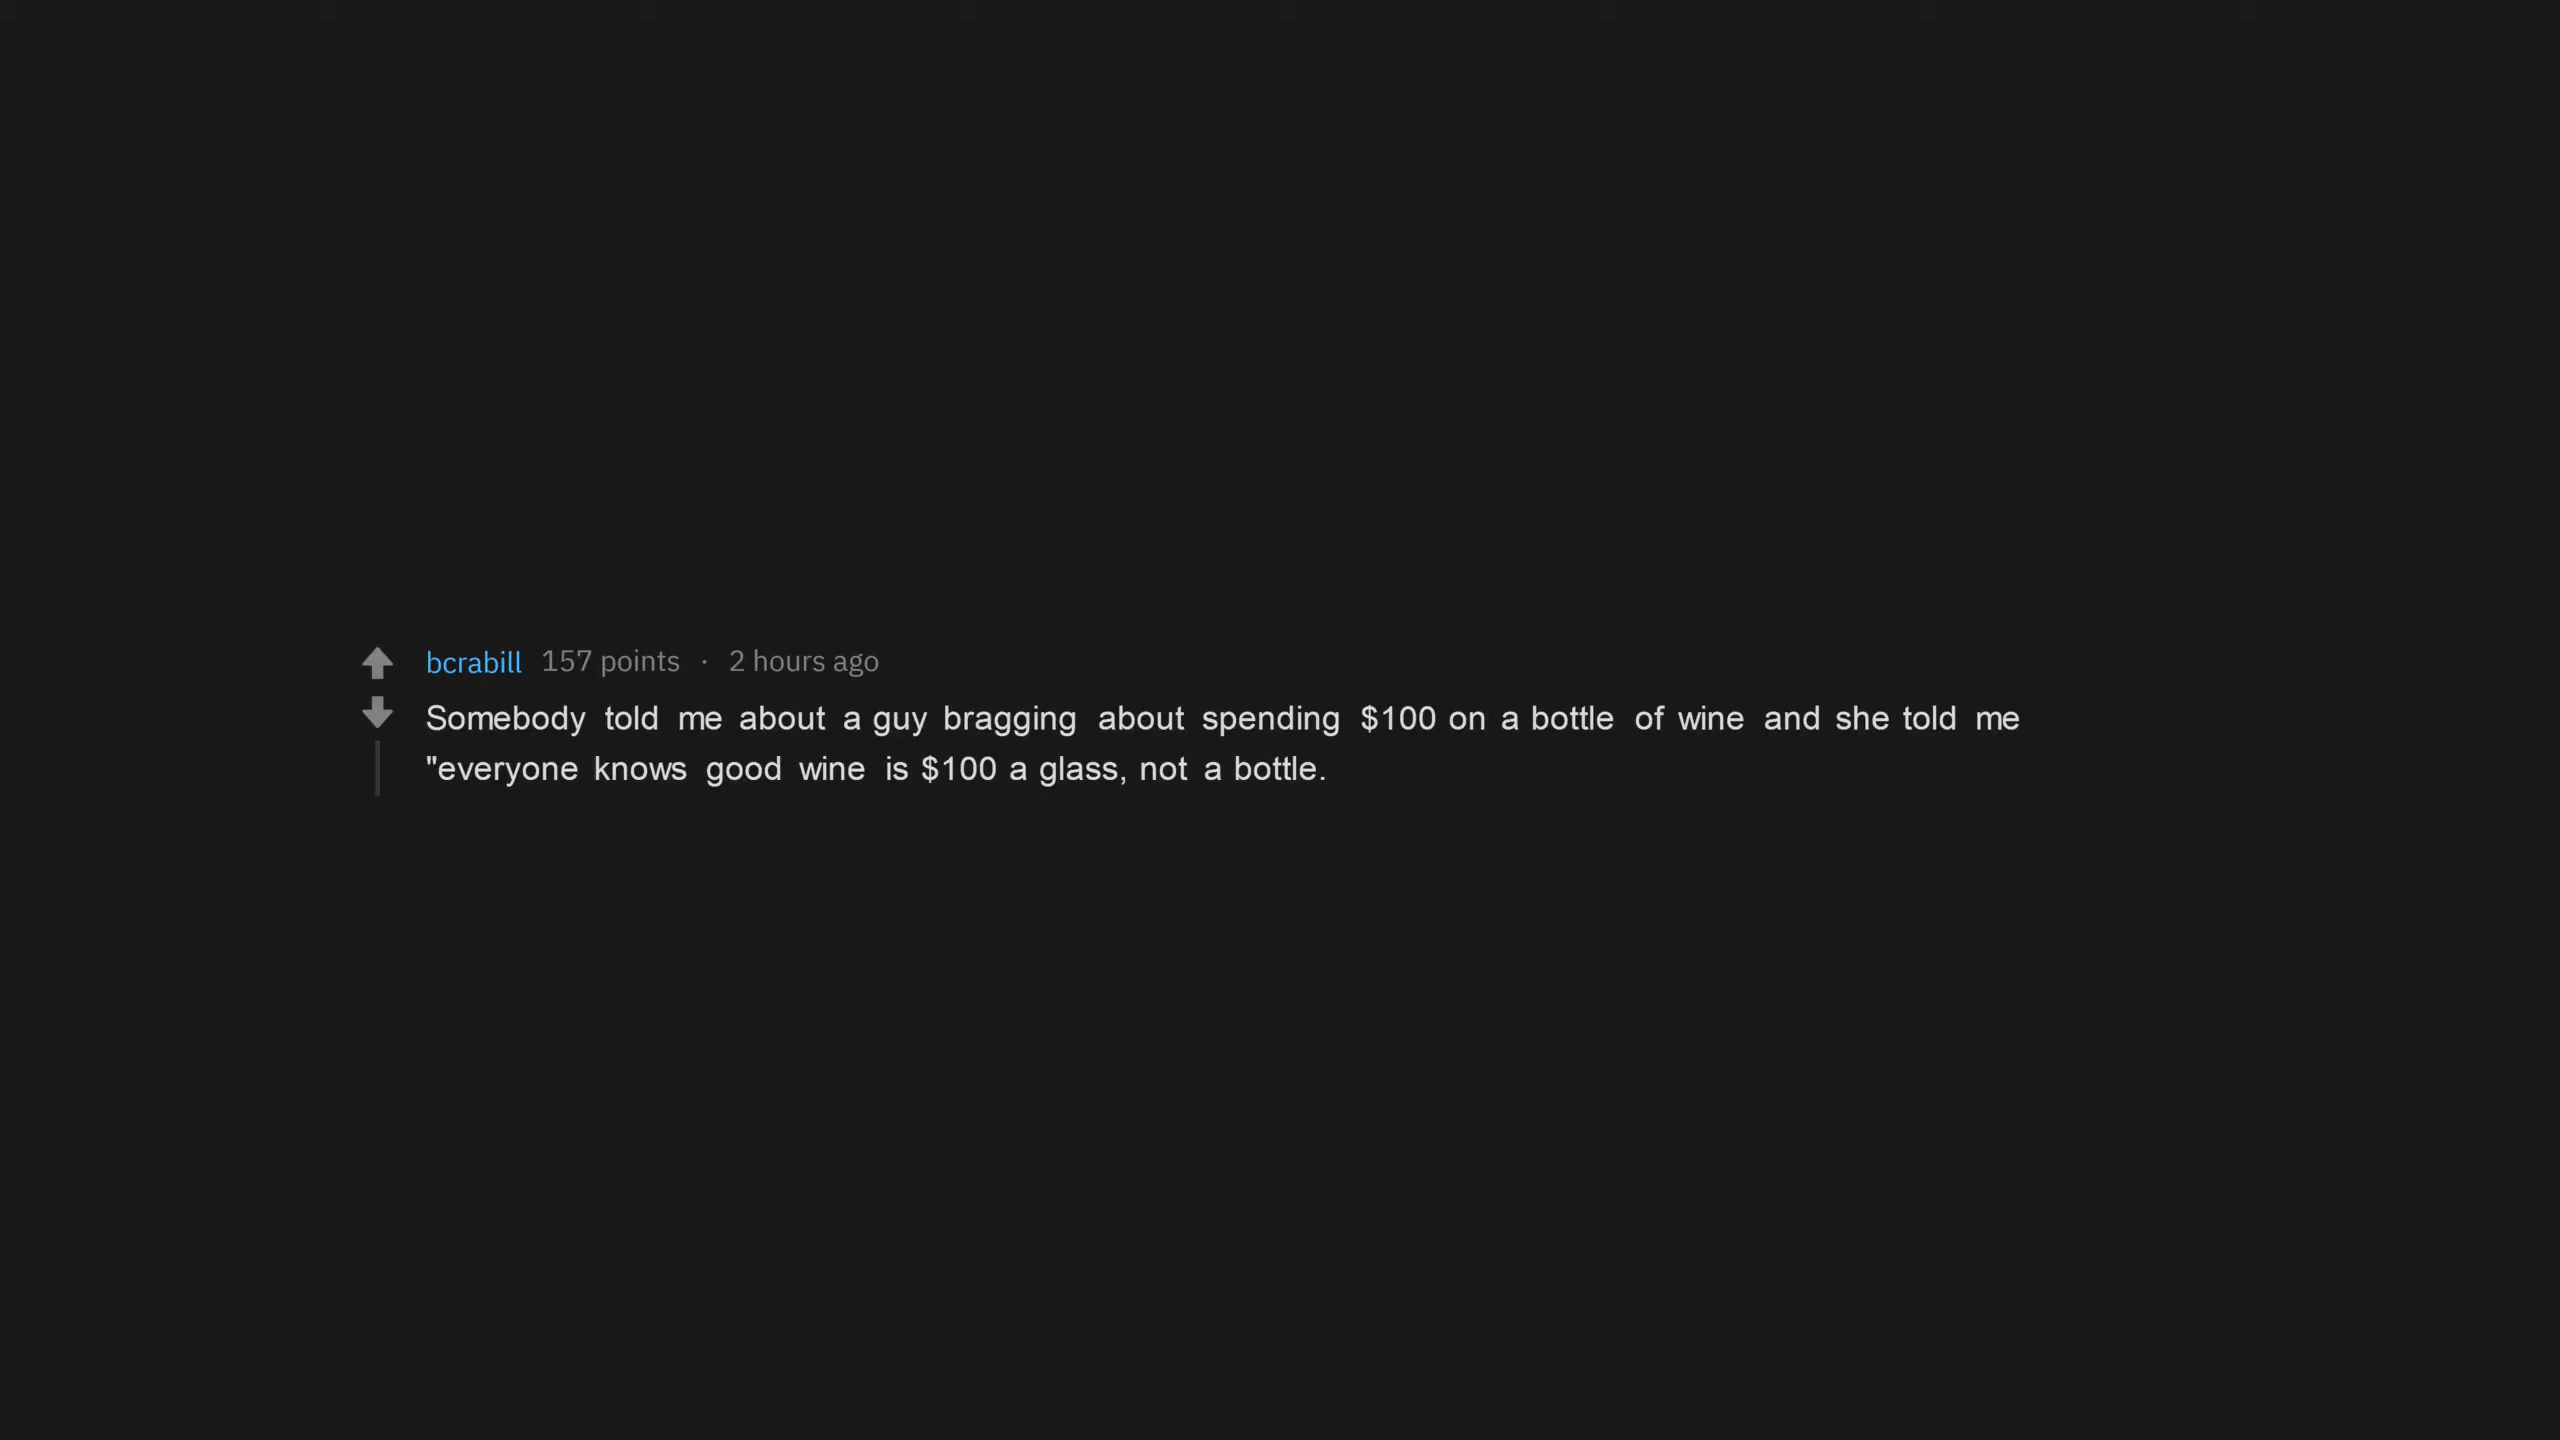 bcrabill 157 points · 2 hours ago
Somebody told me about a guy bragging about spending $100 on a bottle of wine and she told me
"everyone knows good wine is $100 a glass, not a bottle.